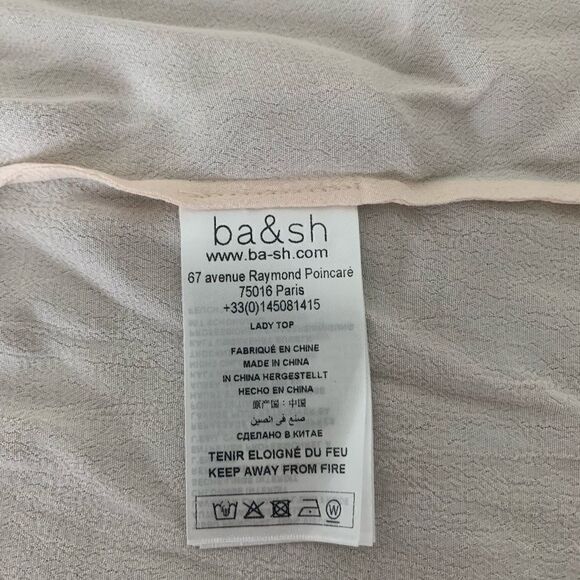 ba&sh
www.ba-sh.com
67 avenue Raymond Poincaré
75016 Paris
+33(0)145081415
LADY TOP
FABRIQUÉ EN CHINE
MADE IN CHINA
IN CHINA HERGESTELLT
HECHO EN CHINA
原产国：中国
صنع في الصين
СДЕЛАНО В КИТАЕ
TENIR ELOIGNÉ DU FEU
KEEP AWAY FROM FIRE
W